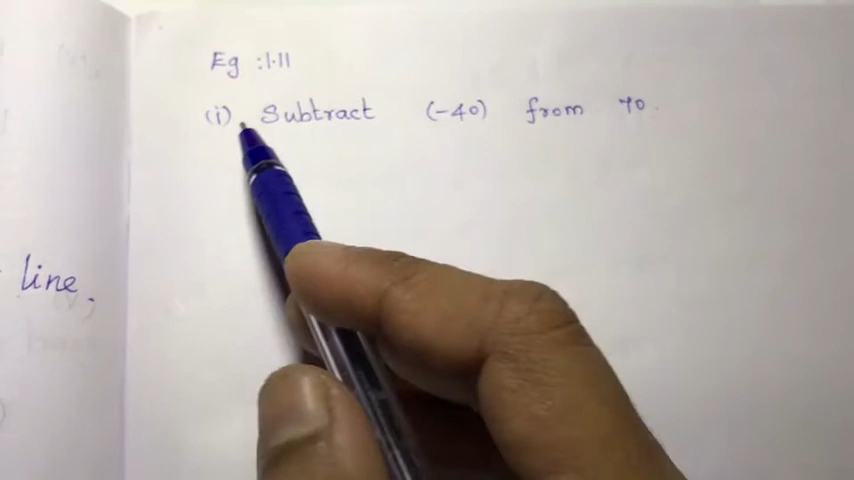 Eg : 1.11
(i) Subtract (-40) from 70.
line.